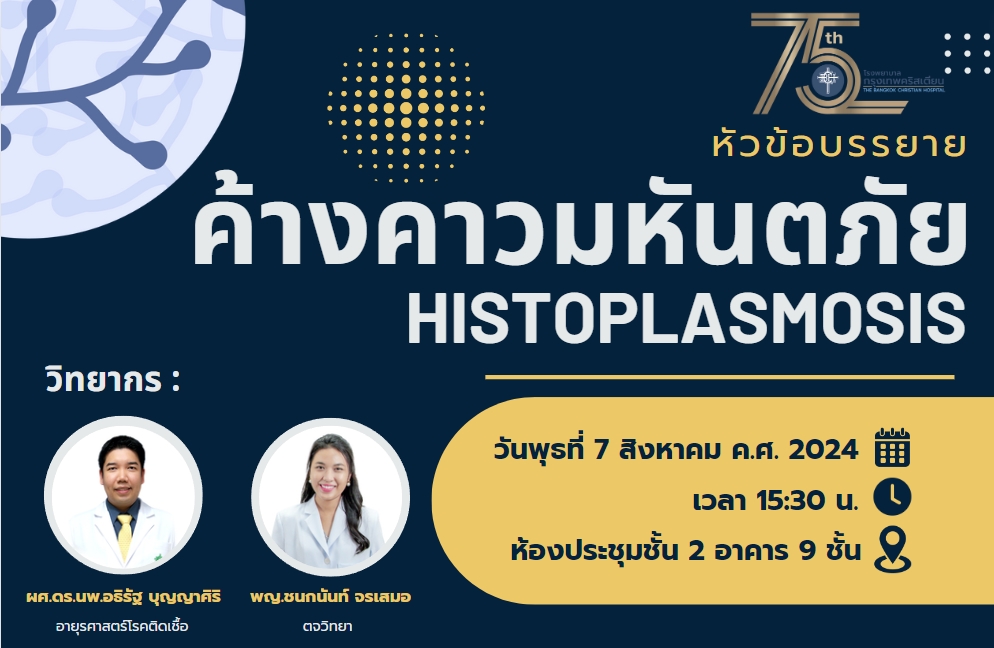 75th
โรงพยาบาล
กรุงเทพคริสเตียน
THE BANGKOK CHRISTIAN HOSPITAL
หัวข้อบรรยาย
ค้างคาวมหันตภัย
HISTOPLASMOSIS
วิทยากร :
วันพุธที่ 7 สิงหาคม ค.ศ. 2024
เวลา 15:30 น.
ห้องประชุมชั้น 2 อาคาร 9 ชั้น
ผศ.ดร.นพ.อธิรัฐ บุญญาศิริ
อายุรศาสตร์โรคติดเชื้อ
พญ.ชนกนันท์ จรเสมอ
ตจวิทยา